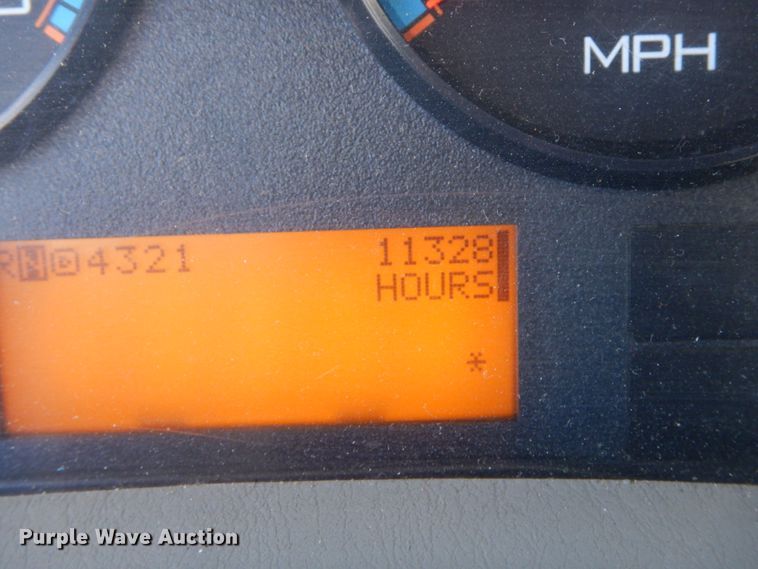 MPH
RND4321 11328
HOURS
*
Purple Wave Auction